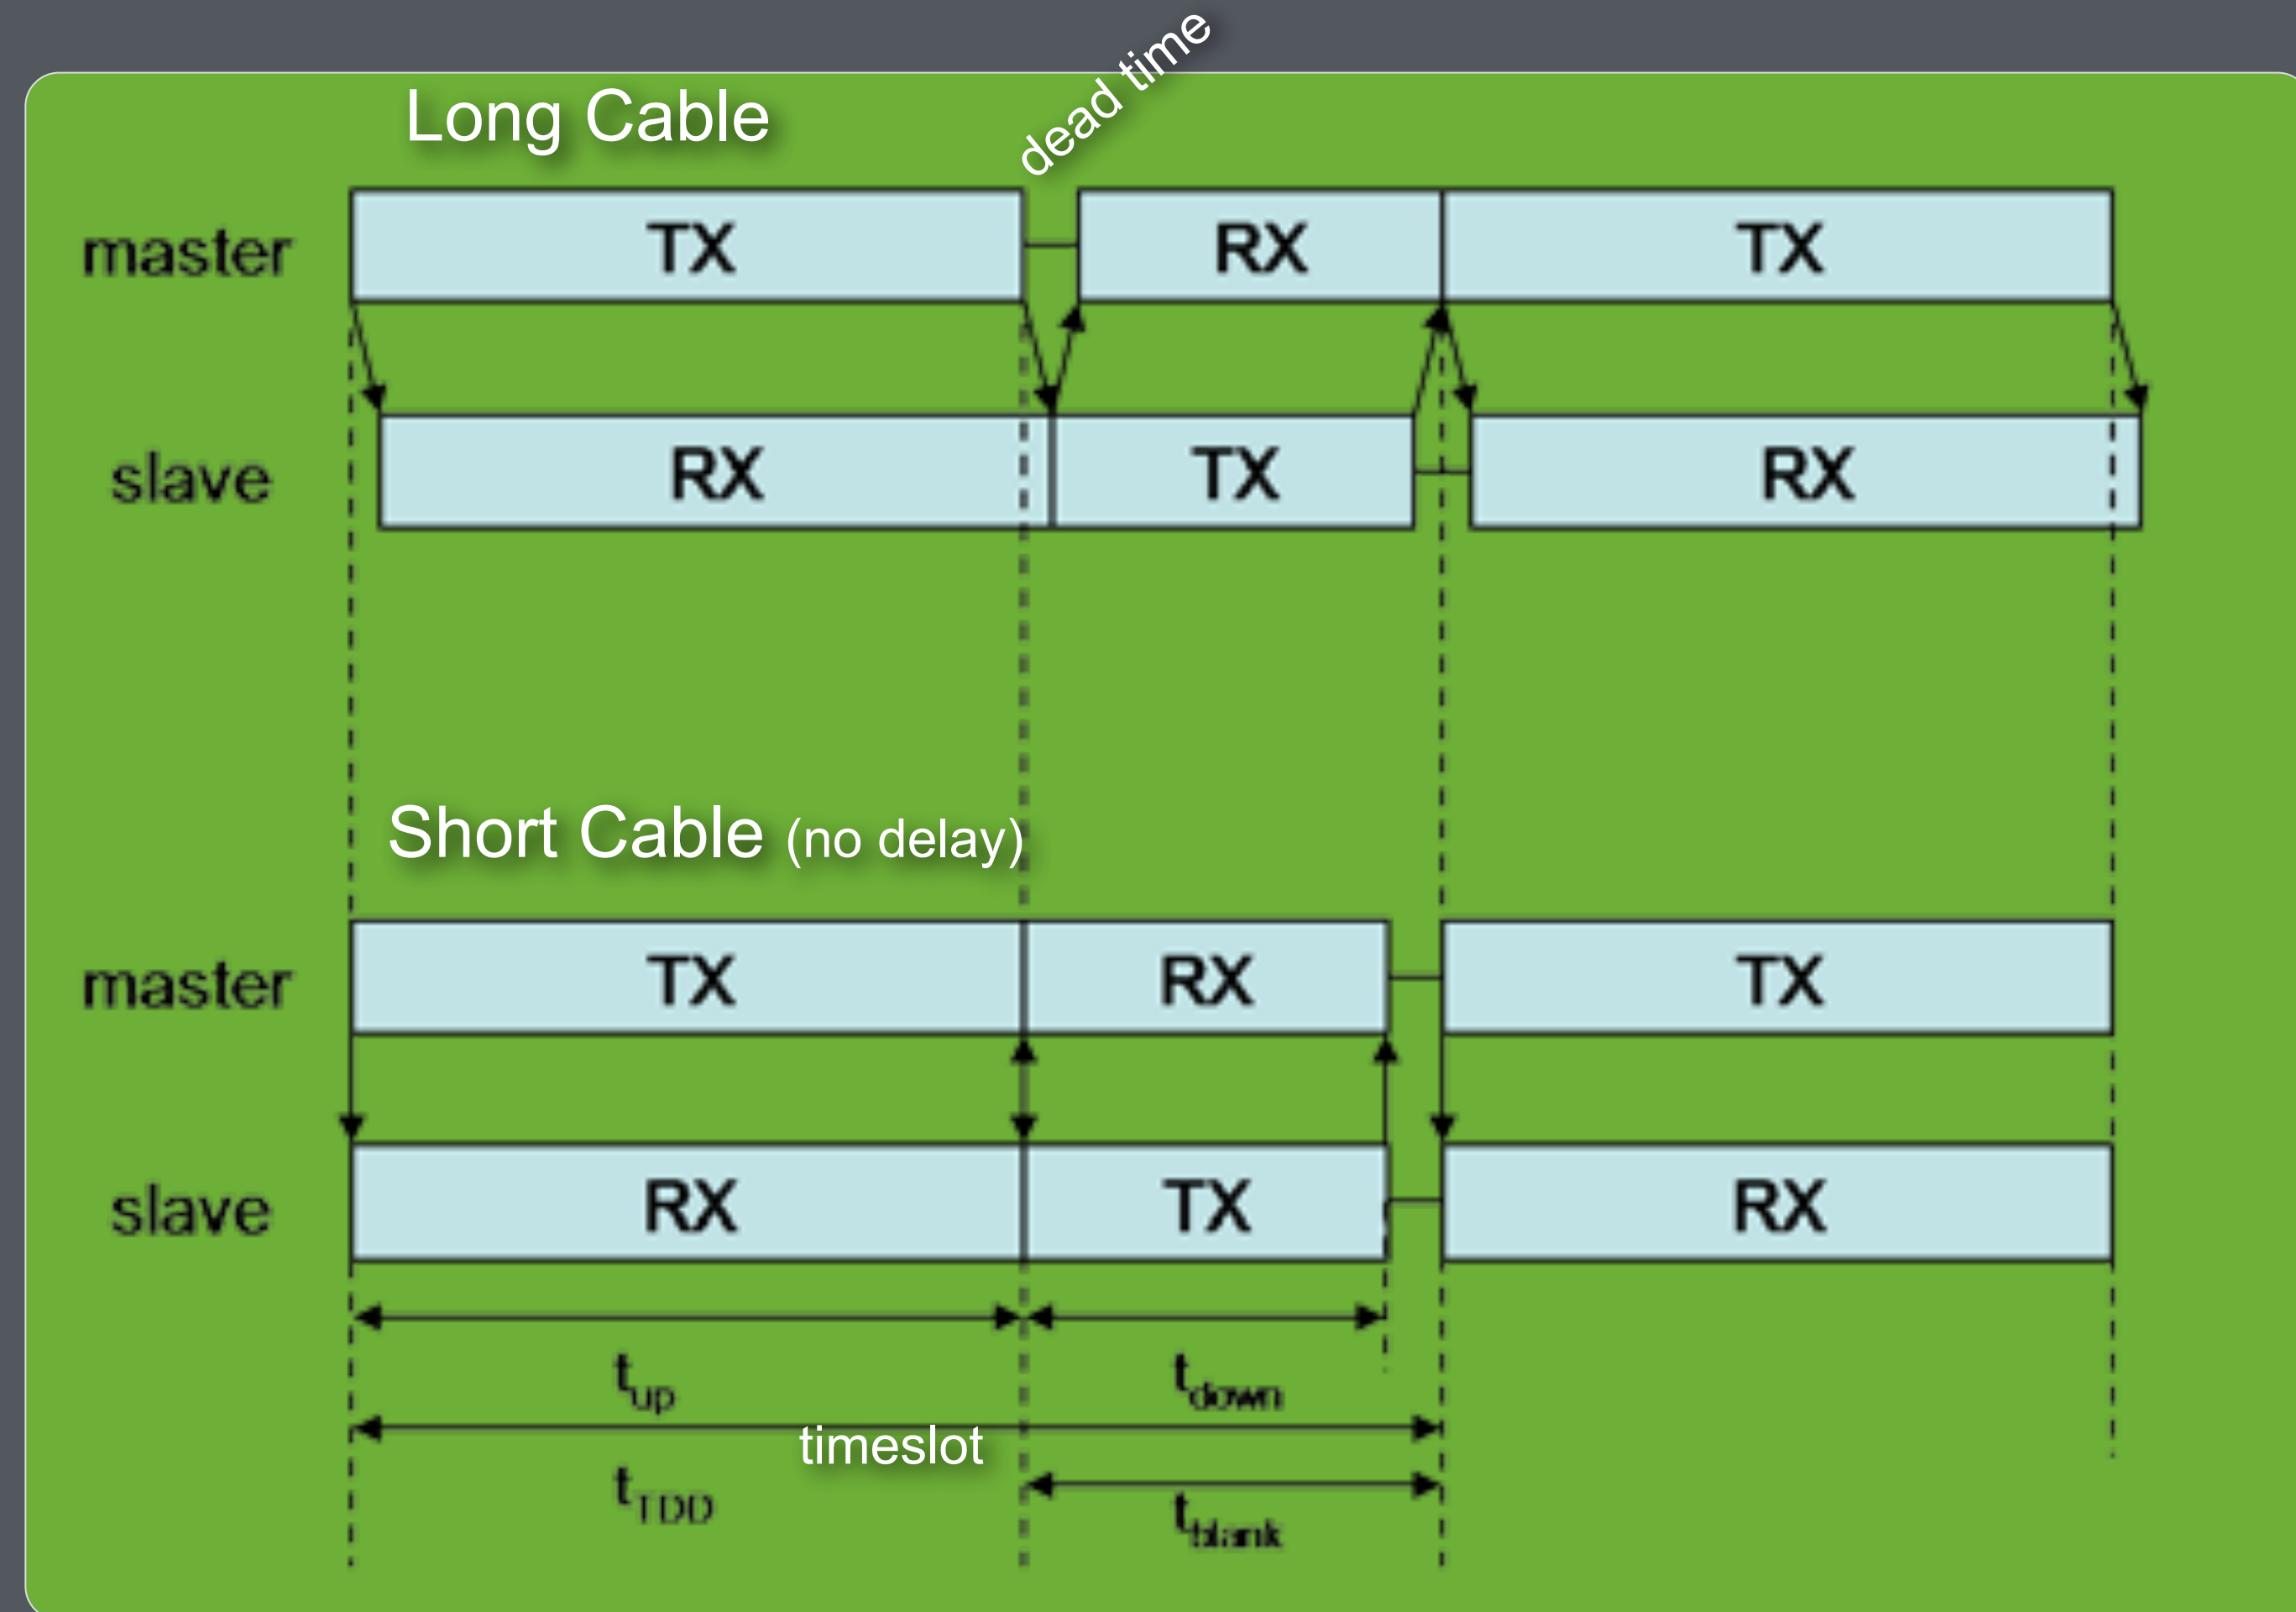 dead time
Long Cable
master TX RX TX
slave RX TX RX
Short Cable (no delay)
master TX RX TX
slave RX TX RX
tup tdown
timeslot
tTDD tblank